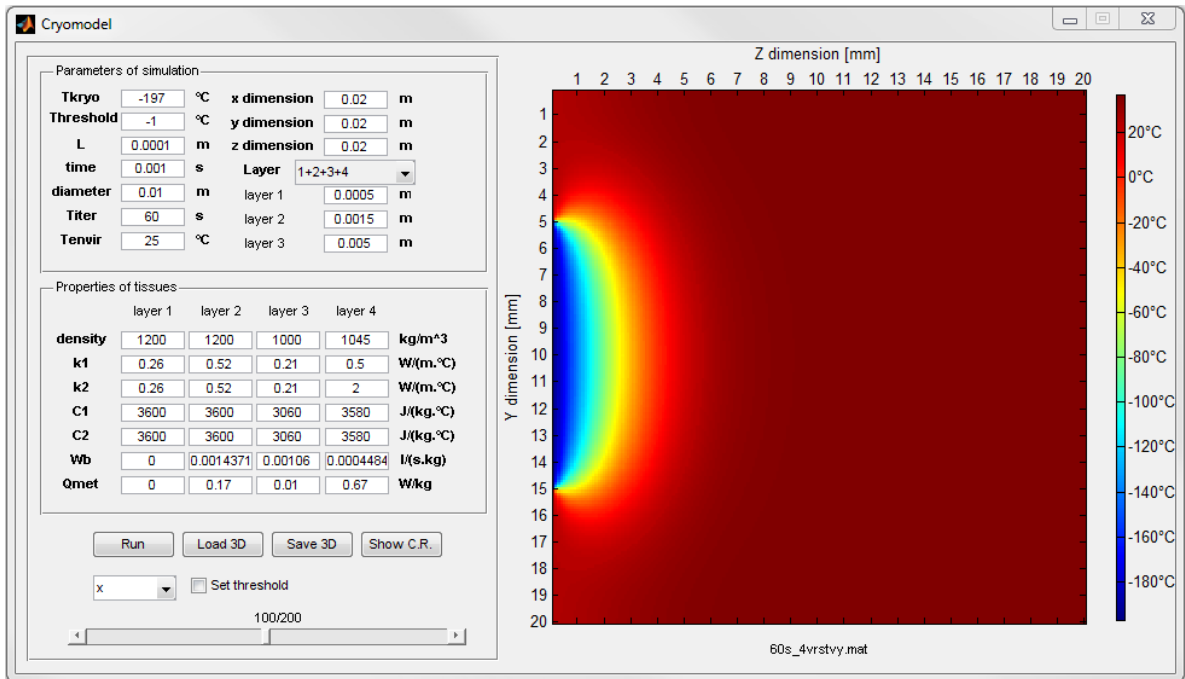 Cryomodel
Parameters of simulation
Tkryo -197 °C x dimension 0.02 m
Threshold -1 °C y dimension 0.02 m
L 0.0001 m z dimension 0.02 m
time 0.001 s Layer 1+2+3+4
diameter 0.01 m layer 1 0.0005 m
Titer 60 s layer 2 0.0015 m
Tenvir 25 °C layer 3 0.005 m
Properties of tissues
layer 1 layer 2 layer 3 layer 4
density 1200 1200 1000 1045 kg/m^3
k1 0.26 0.52 0.21 0.5 W/(m.°C)
k2 0.26 0.52 0.21 2 W/(m.°C)
C1 3600 3600 3060 3580 J/(kg.°C)
C2 3600 3600 3060 3580 J/(kg.°C)
Wb 0 0.0014371 0.00106 0.0004484 l/(s.kg)
Qmet 0 0.17 0.01 0.67 W/kg
Run Load 3D Save 3D Show C.R.
x Set threshold
100/200
Z dimension [mm]
1 2 3 4 5 6 7 8 9 10 11 12 13 14 15 16 17 18 19 20
Y dimension [mm]
1
2
3
4
5
6
7
8
9
10
11
12
13
14
15
16
17
18
19
20
20°C
0°C
-20°C
-40°C
-60°C
-80°C
-100°C
-120°C
-140°C
-160°C
-180°C
60s_4vrstvy.mat